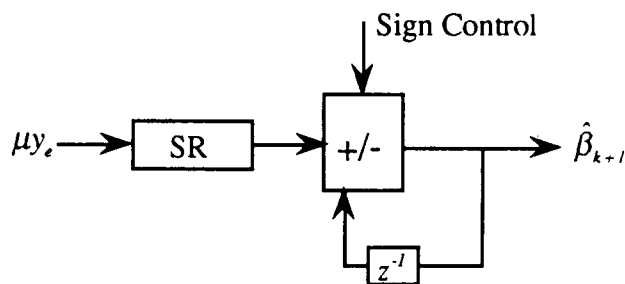 Sign Control
μy_e
SR
+/-
β̂_{k+1}
z^{-1}